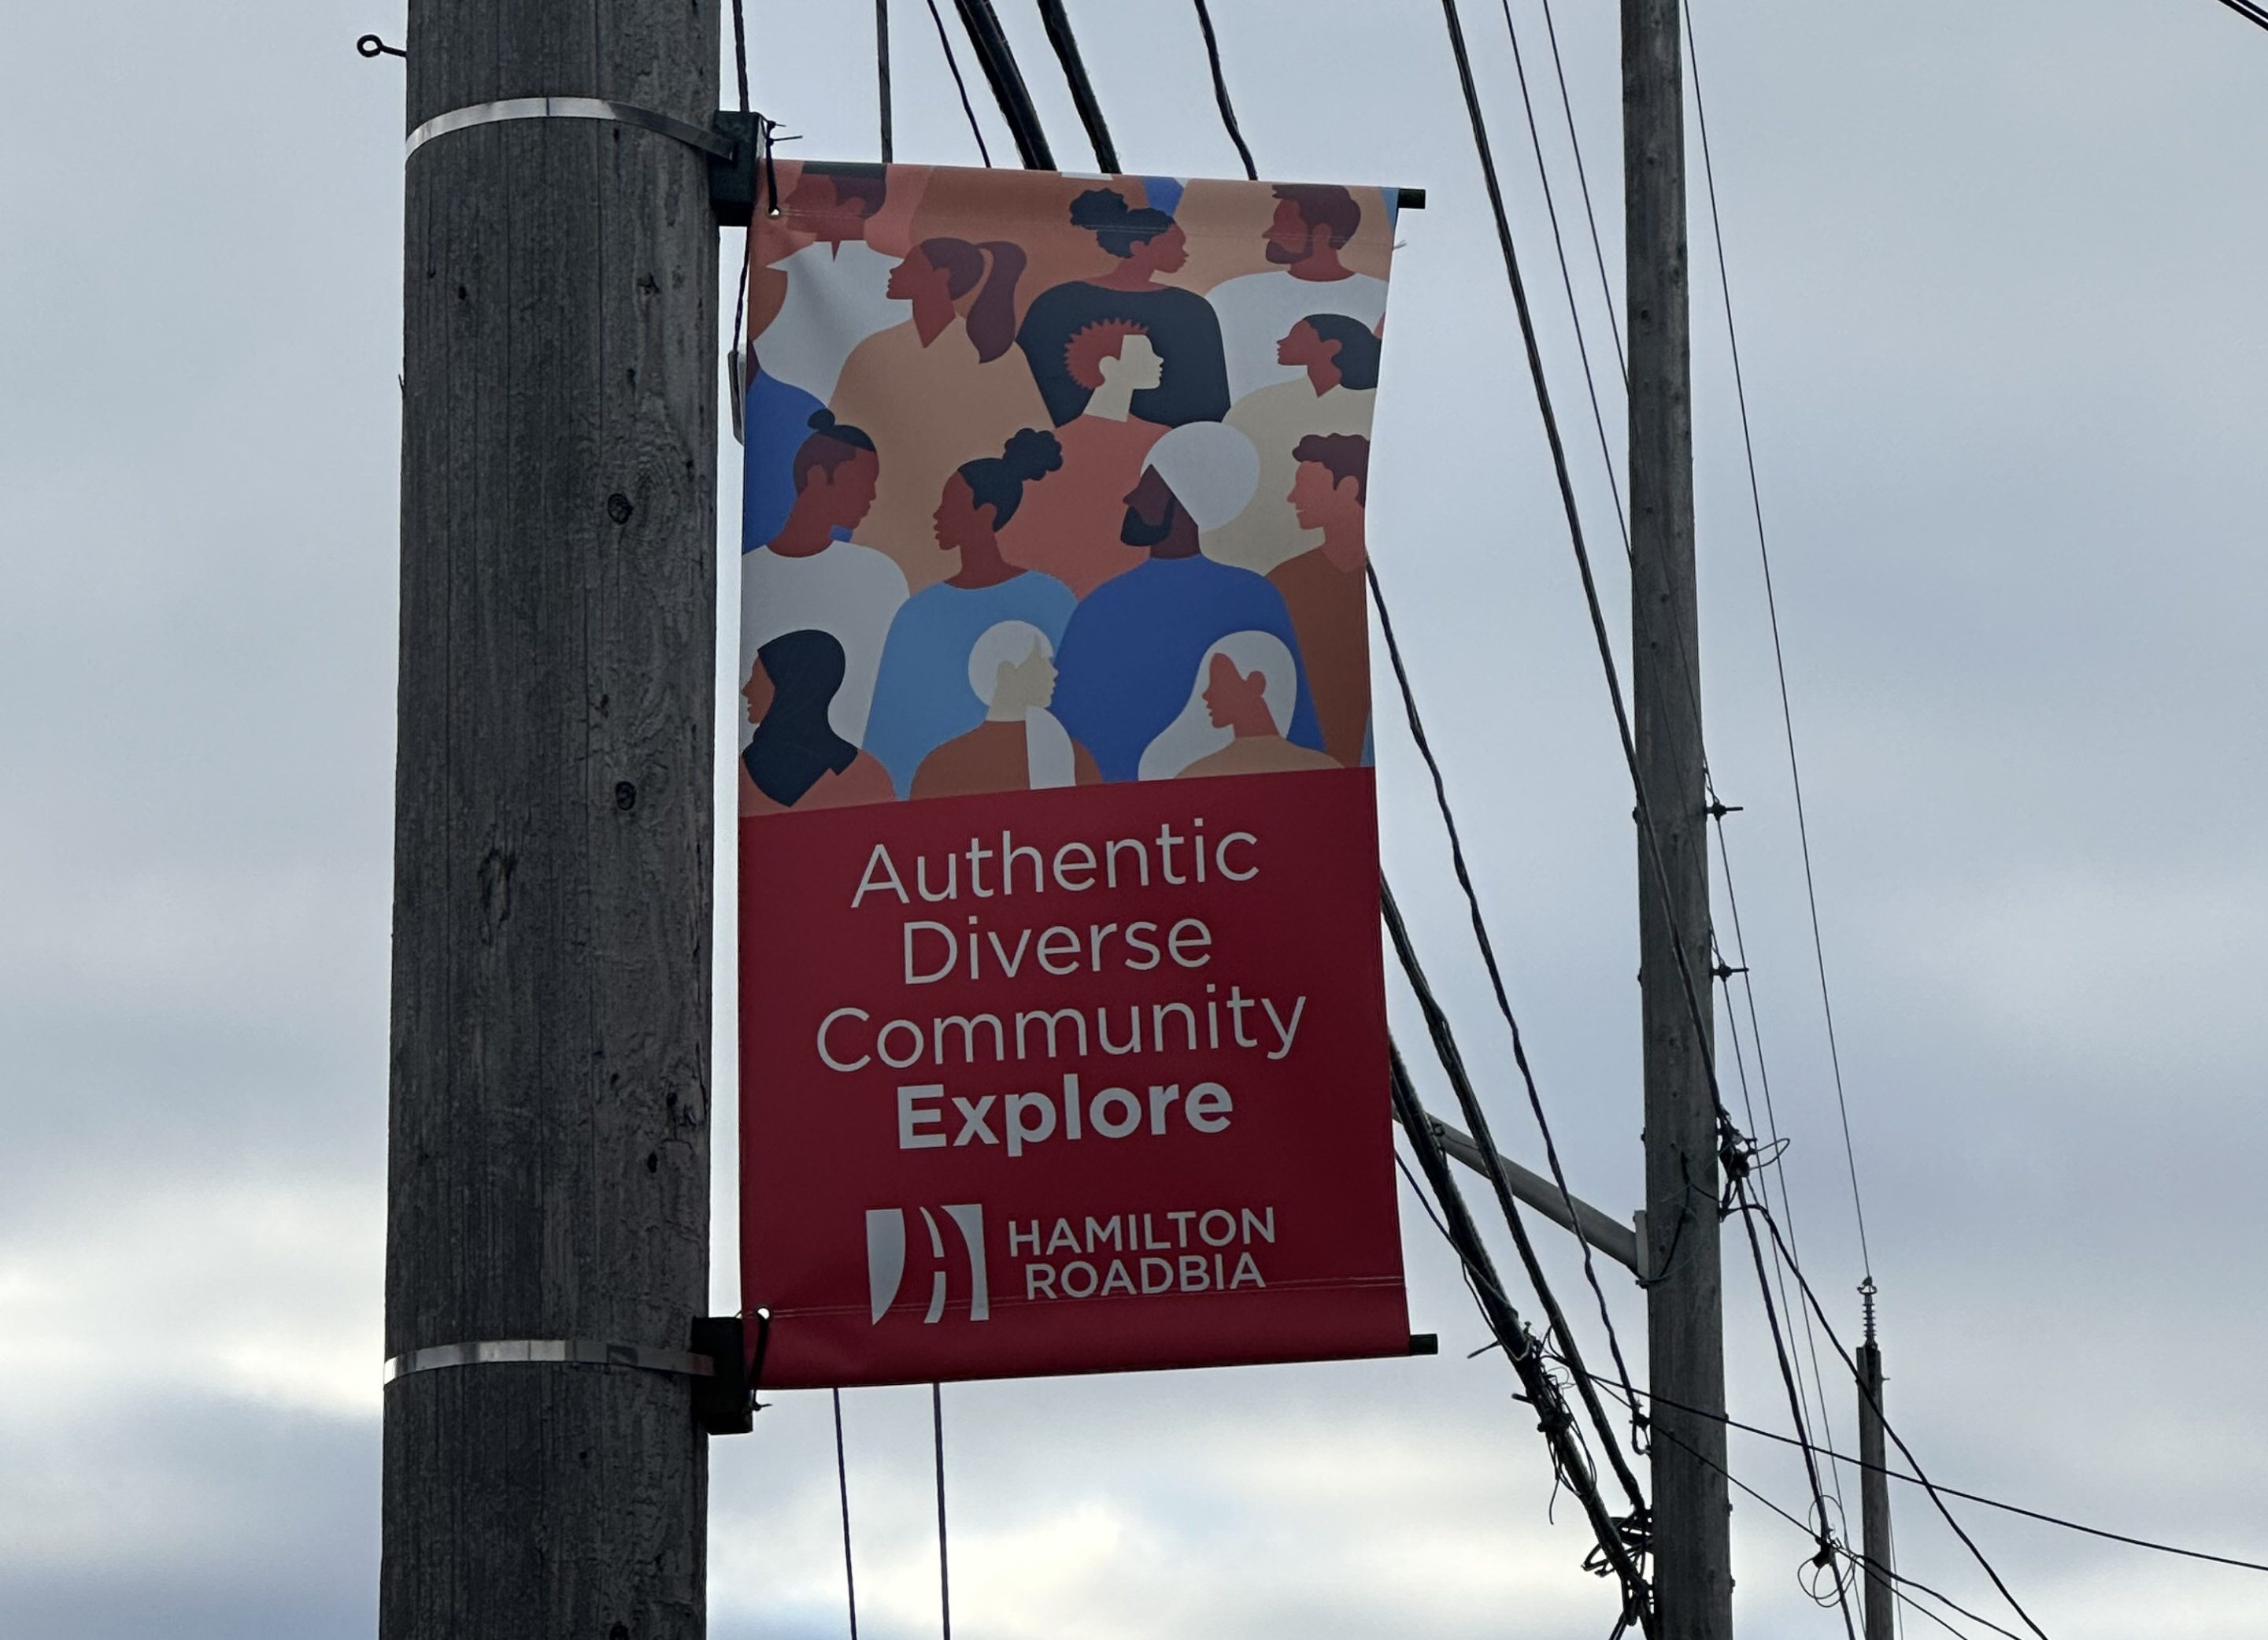 Authentic
Diverse
Community
Explore
HAMILTON
ROADBIA